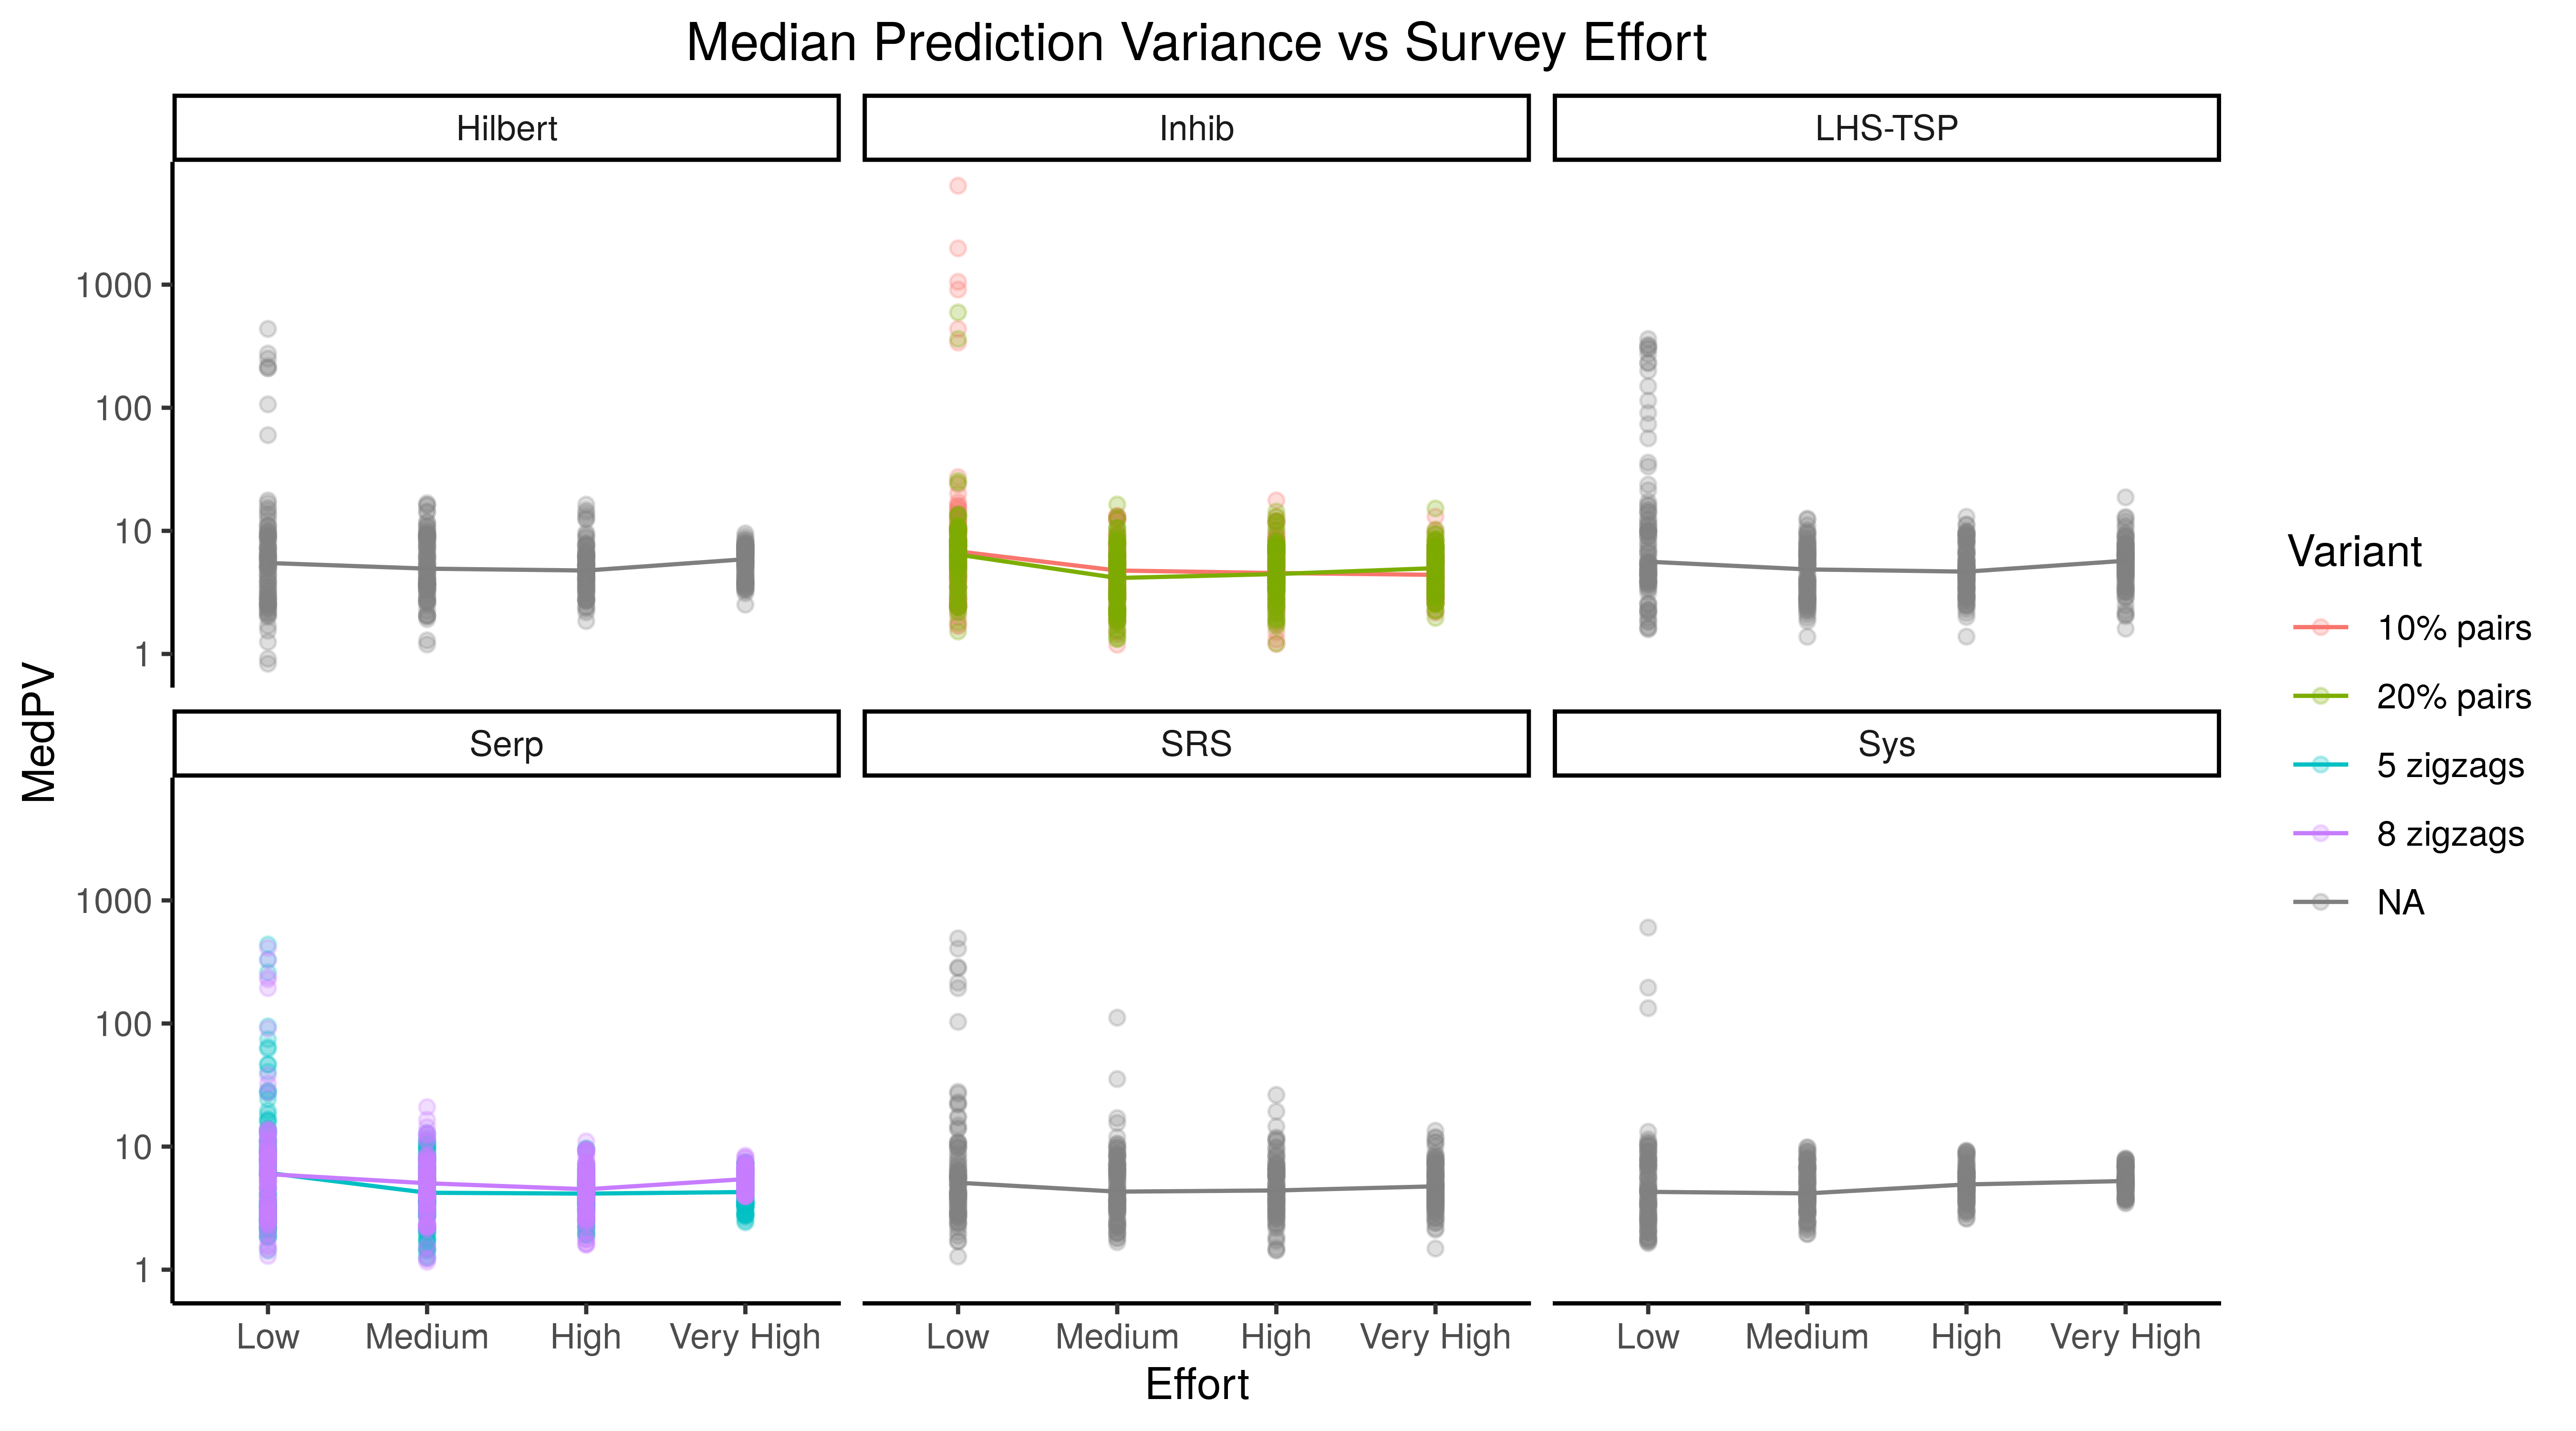 Median Prediction Variance vs Survey Effort
Hilbert
Inhib
LHS-TSP
1000
100
10
1
Serp
SRS
Sys
1000
100
10
1
MedPV
Low Medium High Very High
Low Medium High Very High
Low Medium High Very High
Effort
Variant
10% pairs
20% pairs
5 zigzags
8 zigzags
NA